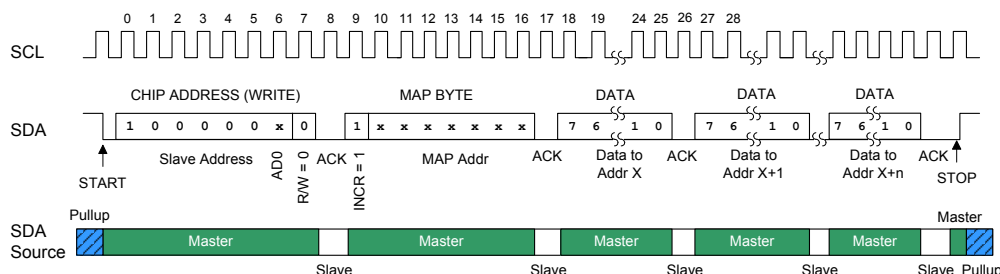 0 1 2 3 4 5 6 7 8 9 10 11 12 13 14 15 16 17 18 19 24 25 26 27 28
SCL
CHIP ADDRESS (WRITE) MAP BYTE DATA DATA DATA
SDA 1 0 0 0 0 0 x 0 1 x x x x x x x 7 6 1 0 7 6 1 0 7 6 1 0
Slave Address AD0 R/W = 0 ACK INCR = 1 MAP Addr ACK Data to Addr X ACK Data to Addr X+1 Data to Addr X+n ACK
START STOP
Pullup Master
SDA Source Master Master Master Master Master
Slave Slave Slave Slave Slave Pullup